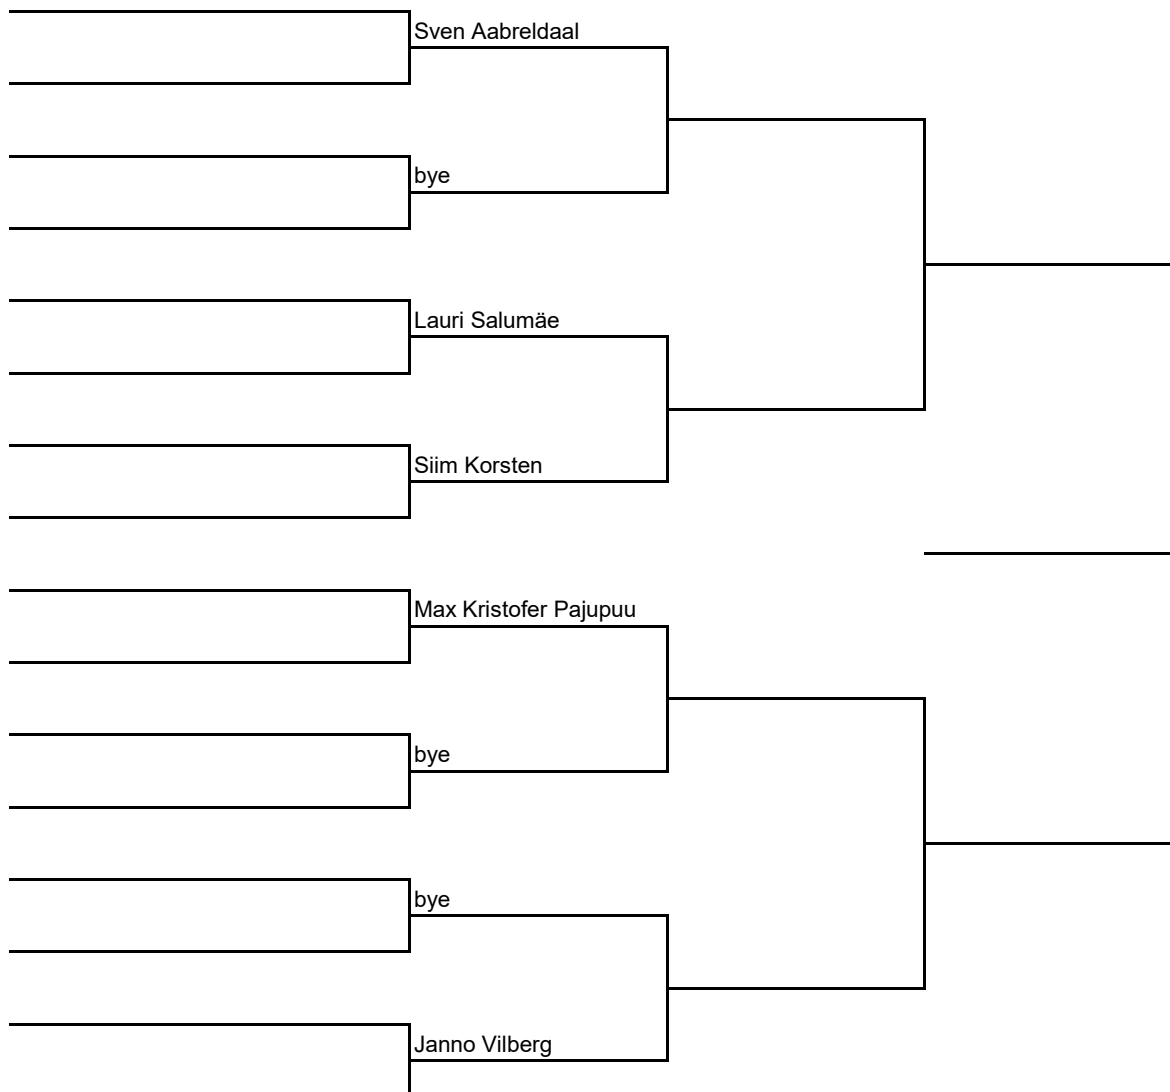 Sven Aabreldaal
bye
Lauri Salumäe
Siim Korsten
Max Kristofer Pajupuu
bye
bye
Janno Vilberg